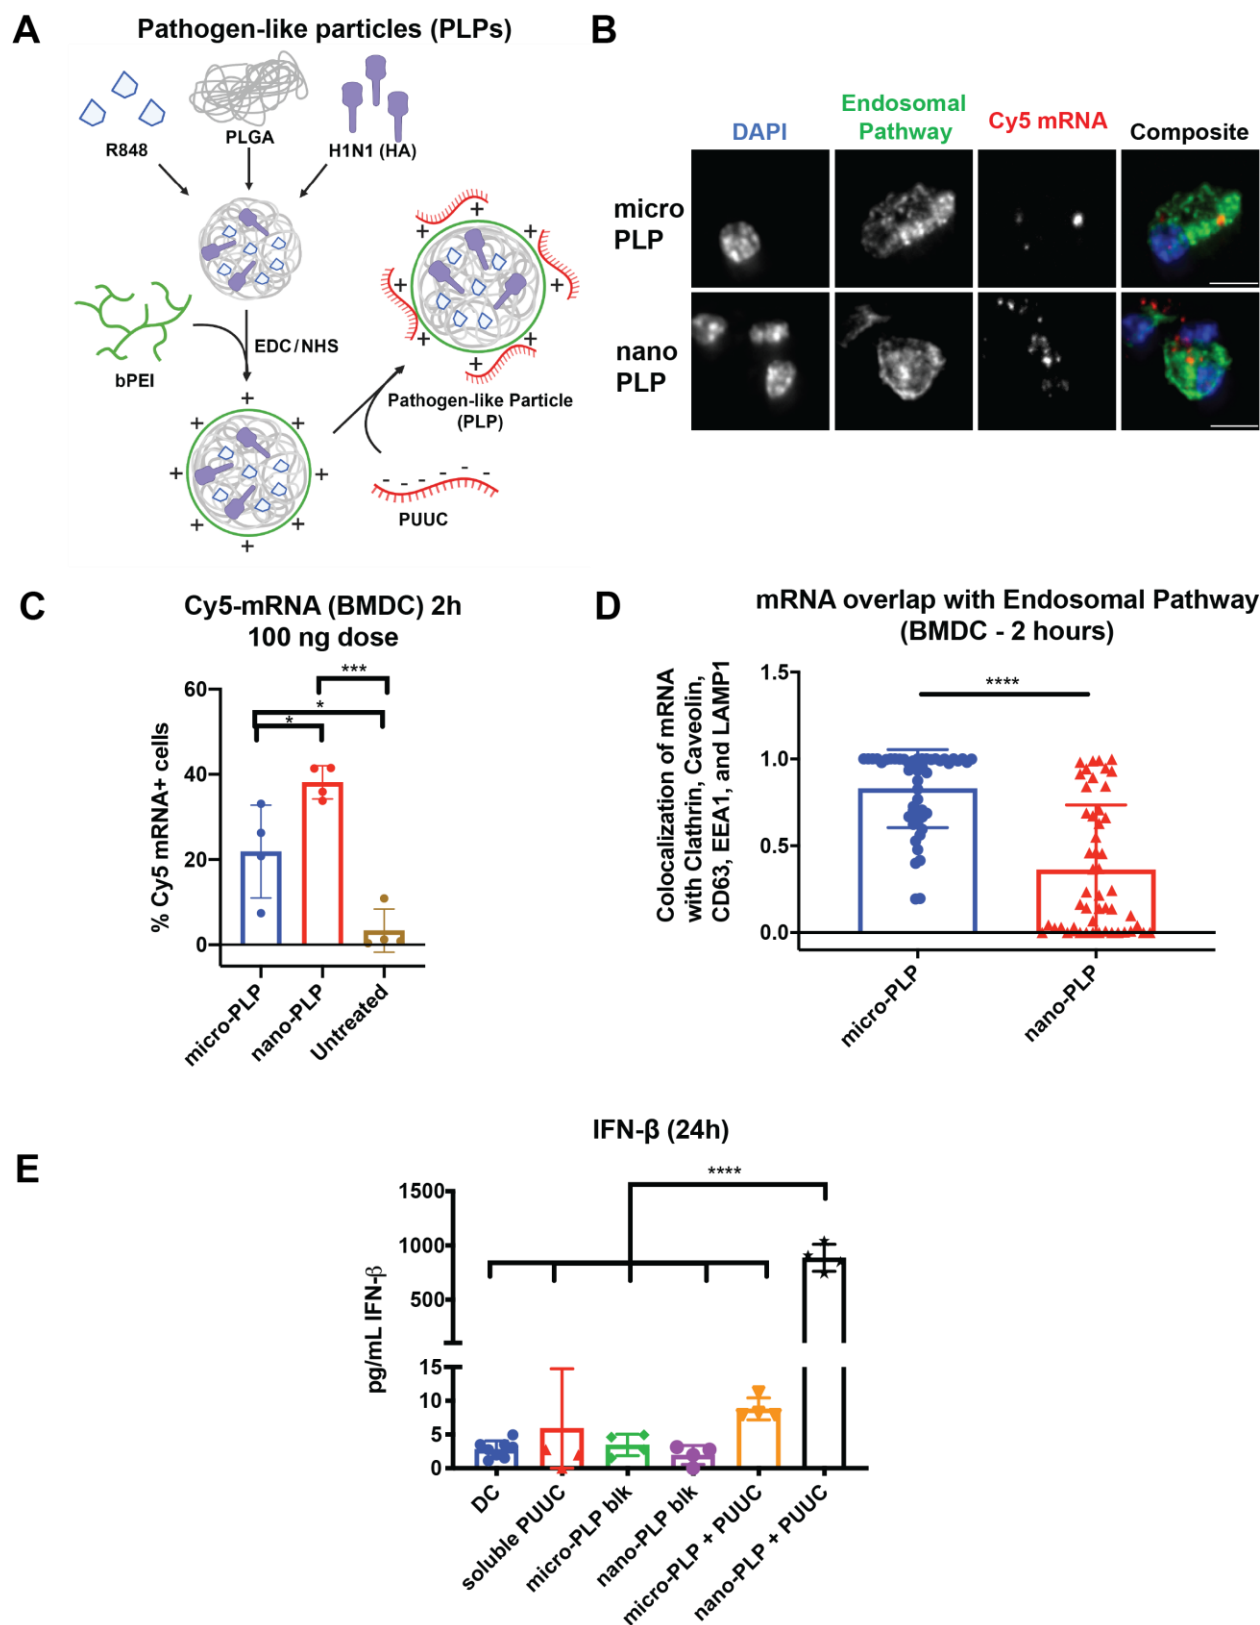 A
Pathogen-like particles (PLPs)
R848
PLGA
H1N1 (HA)
bPEI
EDC/NHS
Pathogen-like Particle
(PLP)
PUUC
B
DAPI
Endosomal
Pathway
Cy5 mRNA
Composite
micro
PLP
nano
PLP
C
Cy5-mRNA (BMDC) 2h
100 ng dose
% Cy5 mRNA+ cells
60
40
20
0
***
*
*
micro-PLP
nano-PLP
Untreated
D
mRNA overlap with Endosomal Pathway
(BMDC - 2 hours)
Colocalization of mRNA
with Clathrin, Caveolin,
CD63, EEA1, and LAMP1
1.5
1.0
0.5
0.0
****
micro-PLP
nano-PLP
E
IFN-β (24h)
pg/mL IFN-β
1500
1000
500
15
10
5
0
****
DC
soluble PUUC
micro-PLP blk
nano-PLP blk
micro-PLP + PUUC
nano-PLP + PUUC